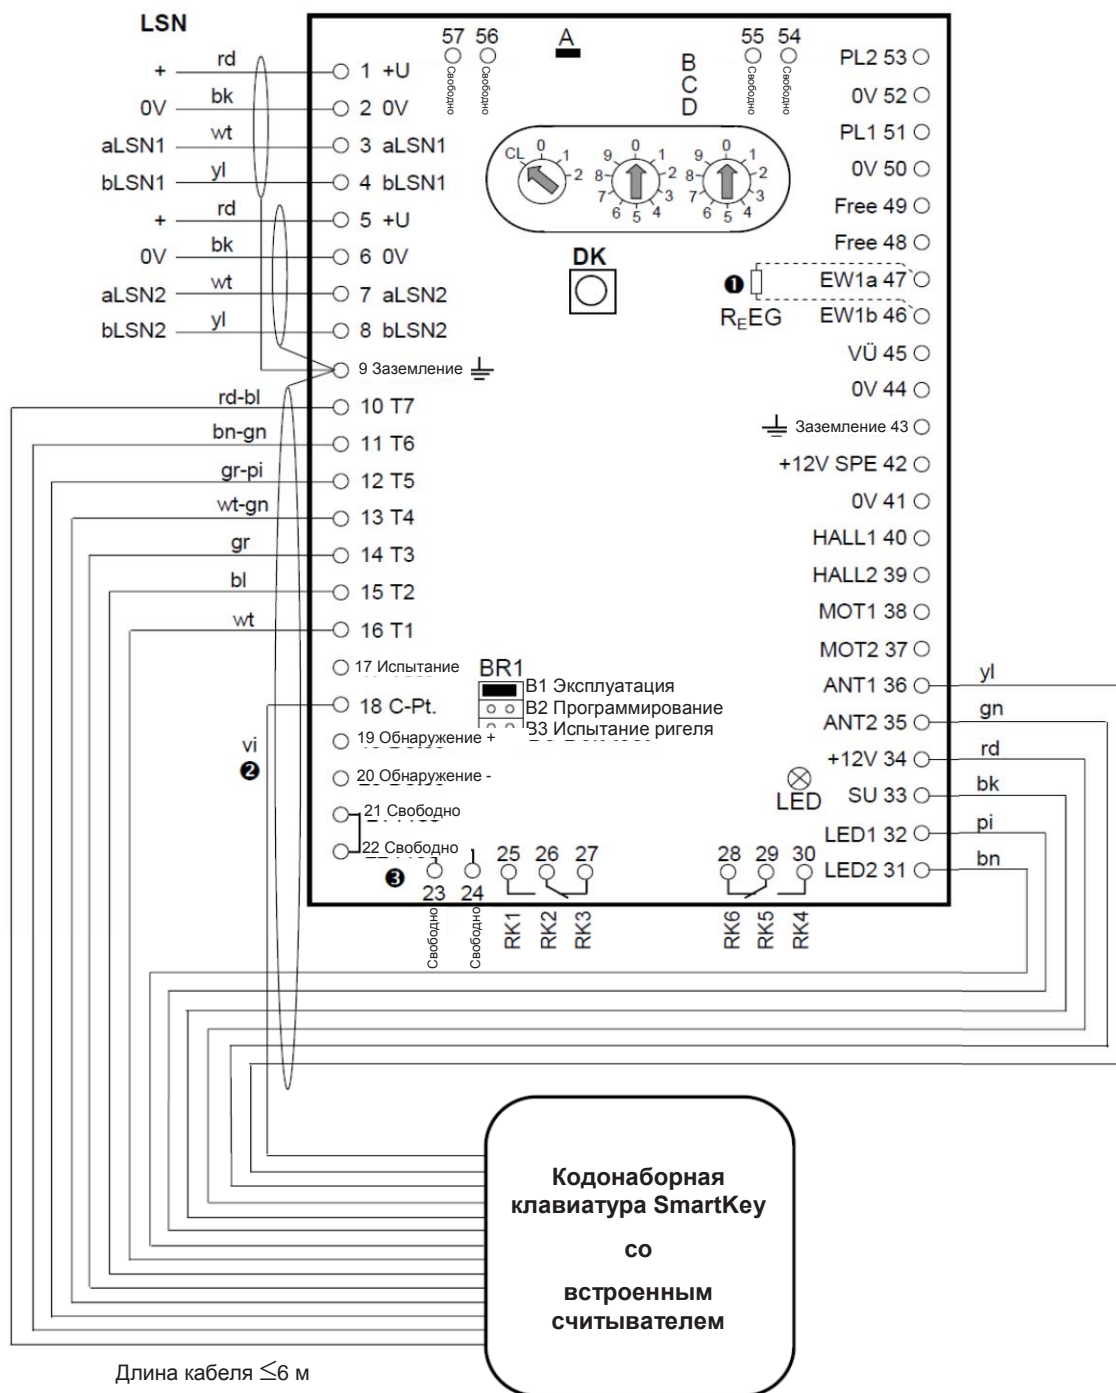 LSN
+ rd 1 +U
0V bk 2 0V
aLSN1 wt 3 aLSN1
bLSN1 yl 4 bLSN1
+ rd 5 +U
0V bk 6 0V
aLSN2 wt 7 aLSN2
bLSN2 yl 8 bLSN2
9 Заземление
rd-bl 10 T7
bn-gn 11 T6
gr-pi 12 T5
wt-gn 13 T4
gr 14 T3
bl 15 T2
wt 16 T1
17 Испытание
18 C-Pt.
vi
❷
19 Обнаружение +
20 Обнаружение -
21 Свободно
22 Свободно
❸
23
Свободно
24
Свободно
57
Свободно
56
Свободно
A
B
C
D
55
Свободно
54
Свободно
CL 0 1 2
0 1 2 3 4 5 6 7 8 9
0 1 2 3 4 5 6 7 8 9
DK
❶
REEG
BR1
B1 Эксплуатация
B2 Программирование
B3 Испытание ригеля
LED
25 26 27
RK1 RK2 RK3
28 29 30
RK6 RK5 RK4
PL2 53
0V 52
PL1 51
0V 50
Free 49
Free 48
EW1a 47
EW1b 46
VÜ 45
0V 44
Заземление 43
+12V SPE 42
0V 41
HALL1 40
HALL2 39
MOT1 38
MOT2 37
ANT1 36 yl
ANT2 35 gn
+12V 34 rd
SU 33 bk
LED1 32 pi
LED2 31 bn
Кодонаборная
клавиатура SmartKey
со
встроенным
считывателем
Длина кабеля ≤6 м